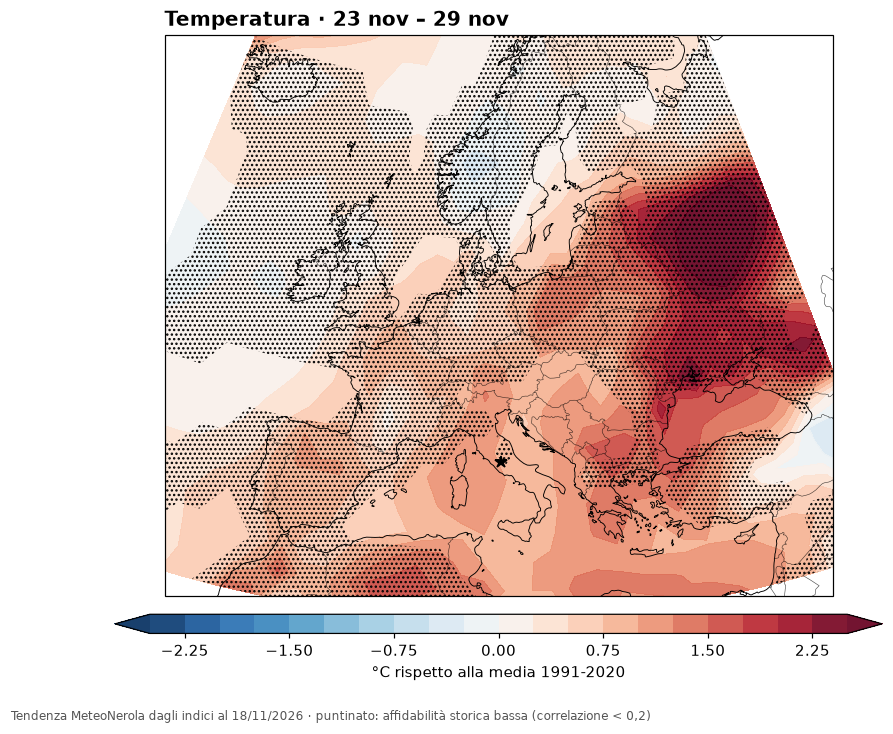 Temperatura · 23 nov – 29 nov
−2.25 −1.50 −0.75 0.00 0.75 1.50 2.25
°C rispetto alla media 1991-2020
Tendenza MeteoNerola dagli indici al 18/11/2026 · puntinato: affidabilità storica bassa (correlazione < 0,2)